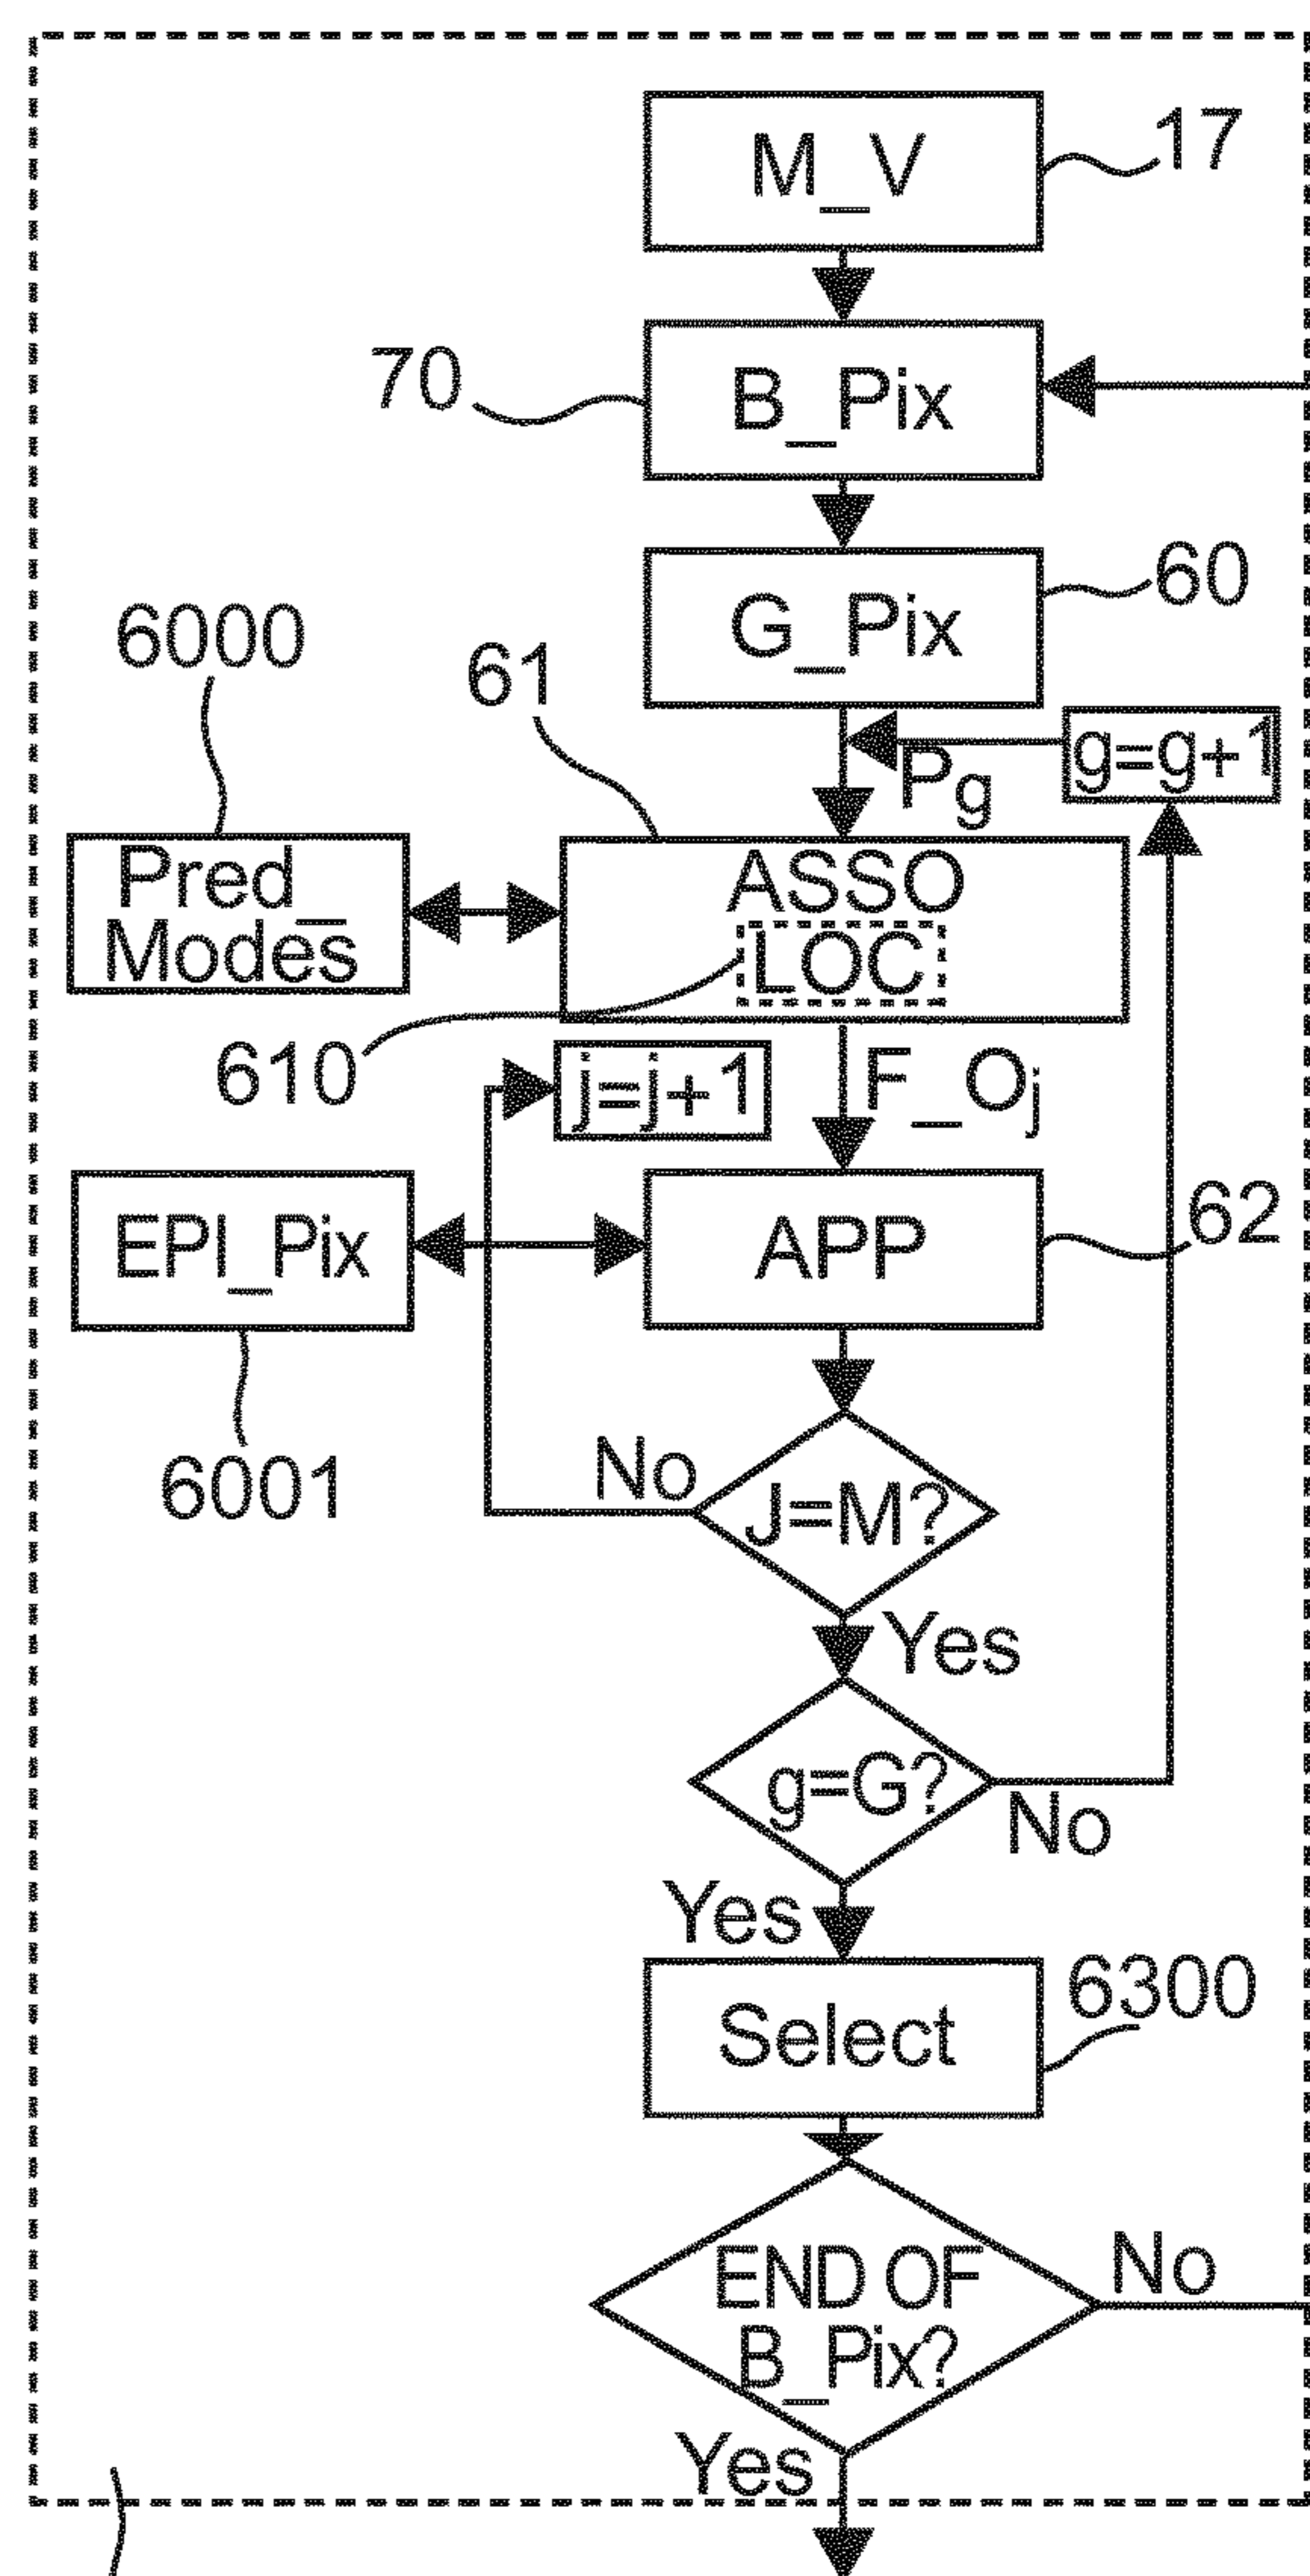 M_V
17
70
B_Pix
G_Pix
60
6000
61
g=g+1
Pg
Pred_
Modes
ASSO
LOC
610
j=j+1
F_Oj
EPI_Pix
APP
62
6001
No
J=M?
Yes
g=G?
No
Yes
Select
6300
END OF
B_Pix?
No
Yes